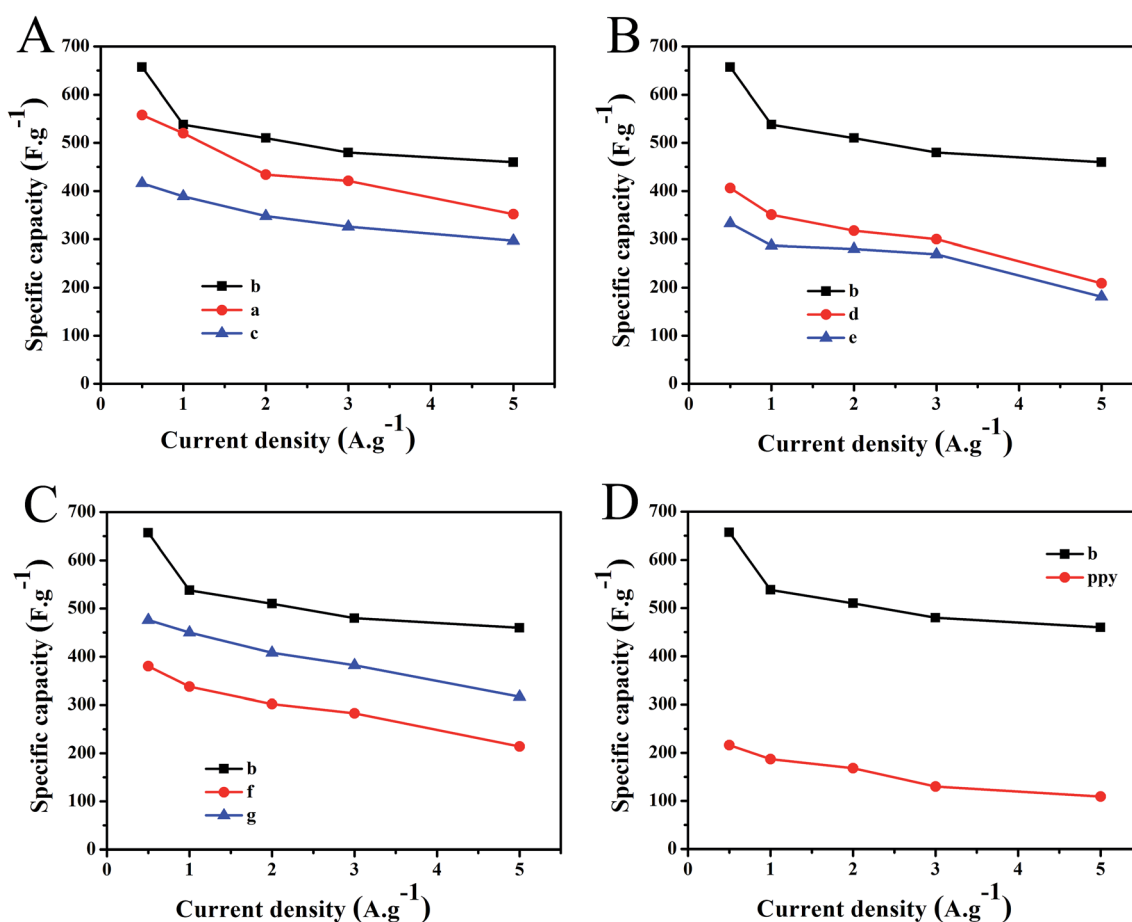 A
Specific capacity (F.g-1)
700
600
500
400
300
200
100
0
b
a
c
0 1 2 3 4 5
Current density (A.g-1)
B
Specific capacity (F.g-1)
700
600
500
400
300
200
100
0
b
d
e
0 1 2 3 4 5
Current density (A.g-1)
C
Specific capacity (F.g-1)
700
600
500
400
300
200
100
0
b
f
g
0 1 2 3 4 5
Current density (A.g-1)
D
Specific capacity (F.g-1)
700
600
500
400
300
200
100
0
b
ppy
0 1 2 3 4 5
Current density (A.g-1)